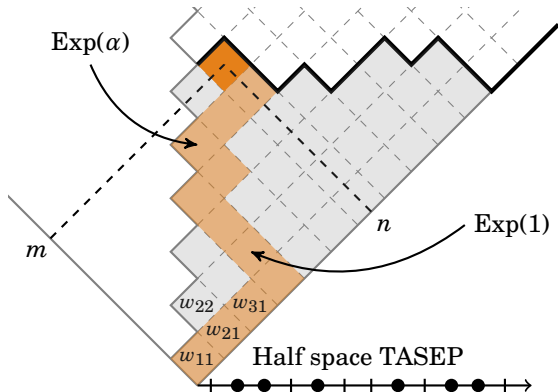 Exp(α)
n
Exp(1)
m
w₂₂ w₃₁
w₂₁
w₁₁
Half space TASEP